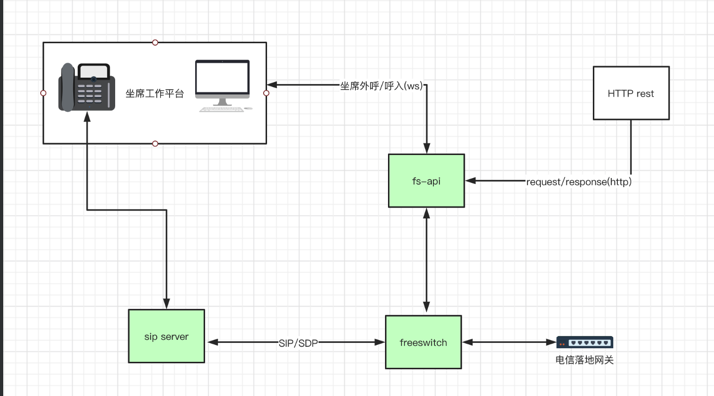 坐席工作平台
坐席外呼/呼入(ws)
HTTP rest
fs-api
request/response(http)
sip server
SIP/SDP
freeswitch
电信落地网关